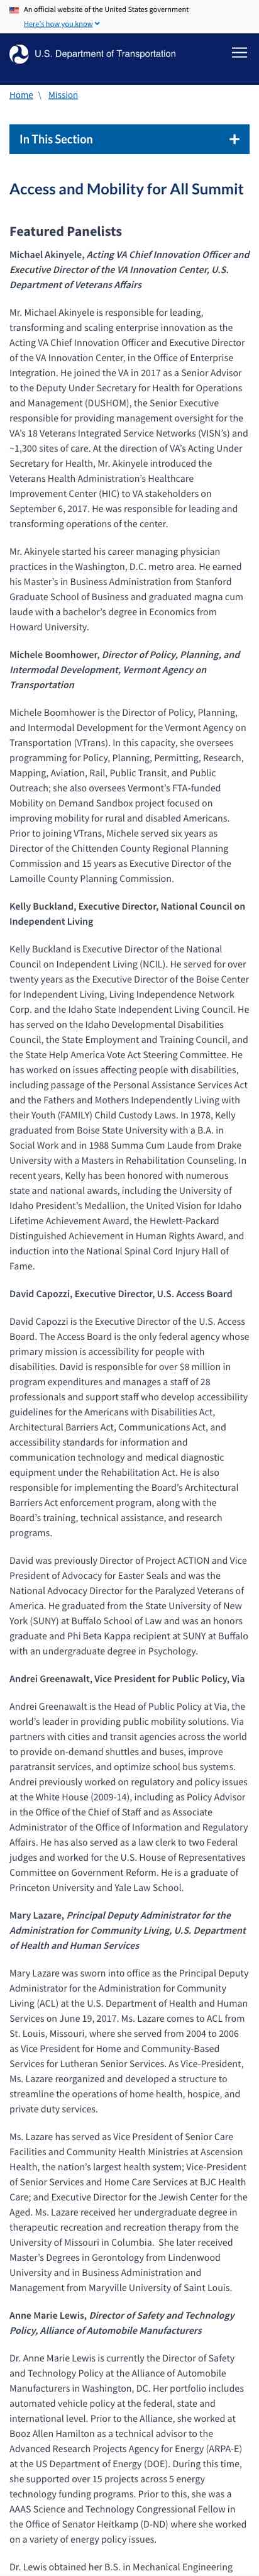 An official website of the United States government
Here's how you know
U.S. Department of Transportation
Home \ Mission
In This Section +
Access and Mobility for All Summit
Featured Panelists
Michael Akinyele, Acting VA Chief Innovation Officer and
Executive Director of the VA Innovation Center, U.S.
Department of Veterans Affairs
Mr. Michael Akinyele is responsible for leading,
transforming and scaling enterprise innovation as the
Acting VA Chief Innovation Officer and Executive Director
of the VA Innovation Center, in the Office of Enterprise
Integration. He joined the VA in 2017 as a Senior Advisor
to the Deputy Under Secretary for Health for Operations
and Management (DUSHOM), the Senior Executive
responsible for providing management oversight for the
VA's 18 Veterans Integrated Service Networks (VISN's) and
~1,300 sites of care. At the direction of VA's Acting Under
Secretary for Health, Mr. Akinyele introduced the
Veterans Health Administration's Healthcare
Improvement Center (HIC) to VA stakeholders on
September 6, 2017. He was responsible for leading and
transforming operations of the center.
Mr. Akinyele started his career managing physician
practices in the Washington, D.C. metro area. He earned
his Master's in Business Administration from Stanford
Graduate School of Business and graduated magna cum
laude with a bachelor's degree in Economics from
Howard University.
Michele Boomhower, Director of Policy, Planning, and
Intermodal Development, Vermont Agency on
Transportation
Michele Boomhower is the Director of Policy, Planning,
and Intermodal Development for the Vermont Agency on
Transportation (VTrans). In this capacity, she oversees
programming for Policy, Planning, Permitting, Research,
Mapping, Aviation, Rail, Public Transit, and Public
Outreach; she also oversees Vermont's FTA-funded
Mobility on Demand Sandbox project focused on
improving mobility for rural and disabled Americans.
Prior to joining VTrans, Michele served six years as
Director of the Chittenden County Regional Planning
Commission and 15 years as Executive Director of the
Lamoille County Planning Commission.
Kelly Buckland, Executive Director, National Council on
Independent Living
Kelly Buckland is Executive Director of the National
Council on Independent Living (NCIL). He served for over
twenty years as the Executive Director of the Boise Center
for Independent Living, Living Independence Network
Corp. and the Idaho State Independent Living Council. He
has served on the Idaho Developmental Disabilities
Council, the State Employment and Training Council, and
the State Help America Vote Act Steering Committee. He
has worked on issues affecting people with disabilities,
including passage of the Personal Assistance Services Act
and the Fathers and Mothers Independently Living with
their Youth (FAMILY) Child Custody Laws. In 1978, Kelly
graduated from Boise State University with a B.A. in
Social Work and in 1988 Summa Cum Laude from Drake
University with a Masters in Rehabilitation Counseling. In
recent years, Kelly has been honored with numerous
state and national awards, including the University of
Idaho President's Medallion, the United Vision for Idaho
Lifetime Achievement Award, the Hewlett-Packard
Distinguished Achievement in Human Rights Award, and
induction into the National Spinal Cord Injury Hall of
Fame.
David Capozzi, Executive Director, U.S. Access Board
David Capozzi is the Executive Director of the U.S. Access
Board. The Access Board is the only federal agency whose
primary mission is accessibility for people with
disabilities. David is responsible for over $8 million in
program expenditures and manages a staff of 28
professionals and support staff who develop accessibility
guidelines for the Americans with Disabilities Act,
Architectural Barriers Act, Communications Act, and
accessibility standards for information and
communication technology and medical diagnostic
equipment under the Rehabilitation Act. He is also
responsible for implementing the Board's Architectural
Barriers Act enforcement program, along with the
Board's training, technical assistance, and research
programs.
David was previously Director of Project ACTION and Vice
President of Advocacy for Easter Seals and was the
National Advocacy Director for the Paralyzed Veterans of
America. He graduated from the State University of New
York (SUNY) at Buffalo School of Law and was an honors
graduate and Phi Beta Kappa recipient at SUNY at Buffalo
with an undergraduate degree in Psychology.
Andrei Greenawalt, Vice President for Public Policy, Via
Andrei Greenawalt is the Head of Public Policy at Via, the
world's leader in providing public mobility solutions. Via
partners with cities and transit agencies across the world
to provide on-demand shuttles and buses, improve
paratransit services, and optimize school bus systems.
Andrei previously worked on regulatory and policy issues
at the White House (2009-14), including as Policy Advisor
in the Office of the Chief of Staff and as Associate
Administrator of the Office of Information and Regulatory
Affairs. He has also served as a law clerk to two Federal
judges and worked for the U.S. House of Representatives
Committee on Government Reform. He is a graduate of
Princeton University and Yale Law School.
Mary Lazare, Principal Deputy Administrator for the
Administration for Community Living, U.S. Department
of Health and Human Services
Mary Lazare was sworn into office as the Principal Deputy
Administrator for the Administration for Community
Living (ACL) at the U.S. Department of Health and Human
Services on June 19, 2017. Ms. Lazare comes to ACL from
St. Louis, Missouri, where she served from 2004 to 2006
as Vice President for Home and Community-Based
Services for Lutheran Senior Services. As Vice-President,
Ms. Lazare reorganized and developed a structure to
streamline the operations of home health, hospice, and
private duty services.
Ms. Lazare has served as Vice President of Senior Care
Facilities and Community Health Ministries at Ascension
Health, the nation's largest health system; Vice-President
of Senior Services and Home Care Services at BJC Health
Care; and Executive Director for the Jewish Center for the
Aged. Ms. Lazare received her undergraduate degree in
therapeutic recreation and recreation therapy from the
University of Missouri in Columbia. She later received
Master's Degrees in Gerontology from Lindenwood
University and in Business Administration and
Management from Maryville University of Saint Louis.
Anne Marie Lewis, Director of Safety and Technology
Policy, Alliance of Automobile Manufacturers
Dr. Anne Marie Lewis is currently the Director of Safety
and Technology Policy at the Alliance of Automobile
Manufacturers in Washington, DC. Her portfolio includes
automated vehicle policy at the federal, state and
international level. Prior to the Alliance, she worked at
Booz Allen Hamilton as a technical advisor to the
Advanced Research Projects Agency for Energy (ARPA-E)
at the US Department of Energy (DOE). During this time,
she supported over 15 projects across 5 energy
technology funding programs. Prior to this, she was a
AAAS Science and Technology Congressional Fellow in
the Office of Senator Heitkamp (D-ND) where she worked
on a variety of energy policy issues.
Dr. Lewis obtained her B.S. in Mechanical Engineering